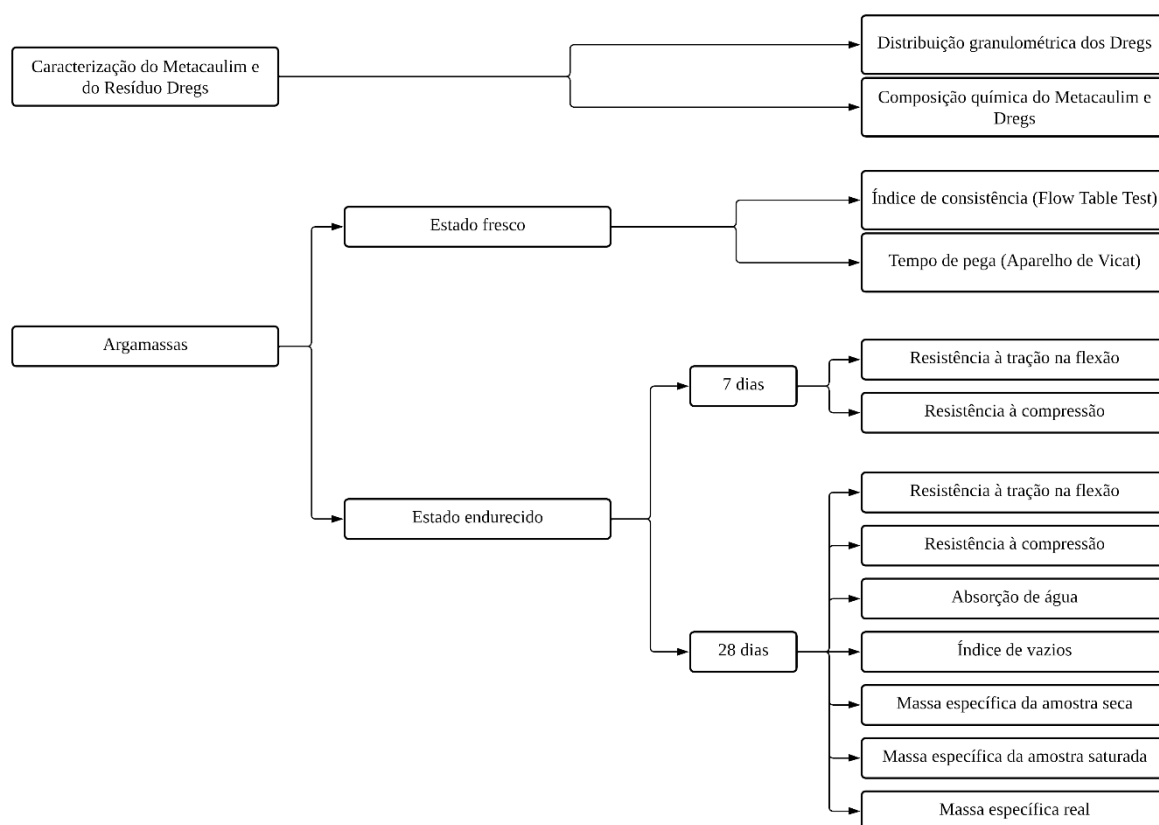 Caracterização do Metacaulim e
do Resíduo Dregs
Distribuição granulométrica dos Dregs
Composição química do Metacaulim e
Dregs
Argamassas
Estado fresco
Índice de consistência (Flow Table Test)
Tempo de pega (Aparelho de Vicat)
Estado endurecido
7 dias
Resistência à tração na flexão
Resistência à compressão
28 dias
Resistência à tração na flexão
Resistência à compressão
Absorção de água
Índice de vazios
Massa específica da amostra seca
Massa específica da amostra saturada
Massa específica real